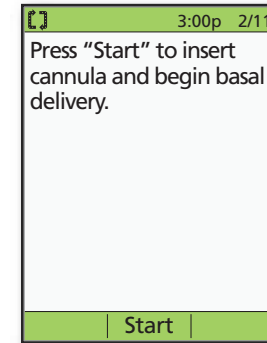 3:00p 2/11
Press “Start” to insert
cannula and begin basal
delivery.
Start